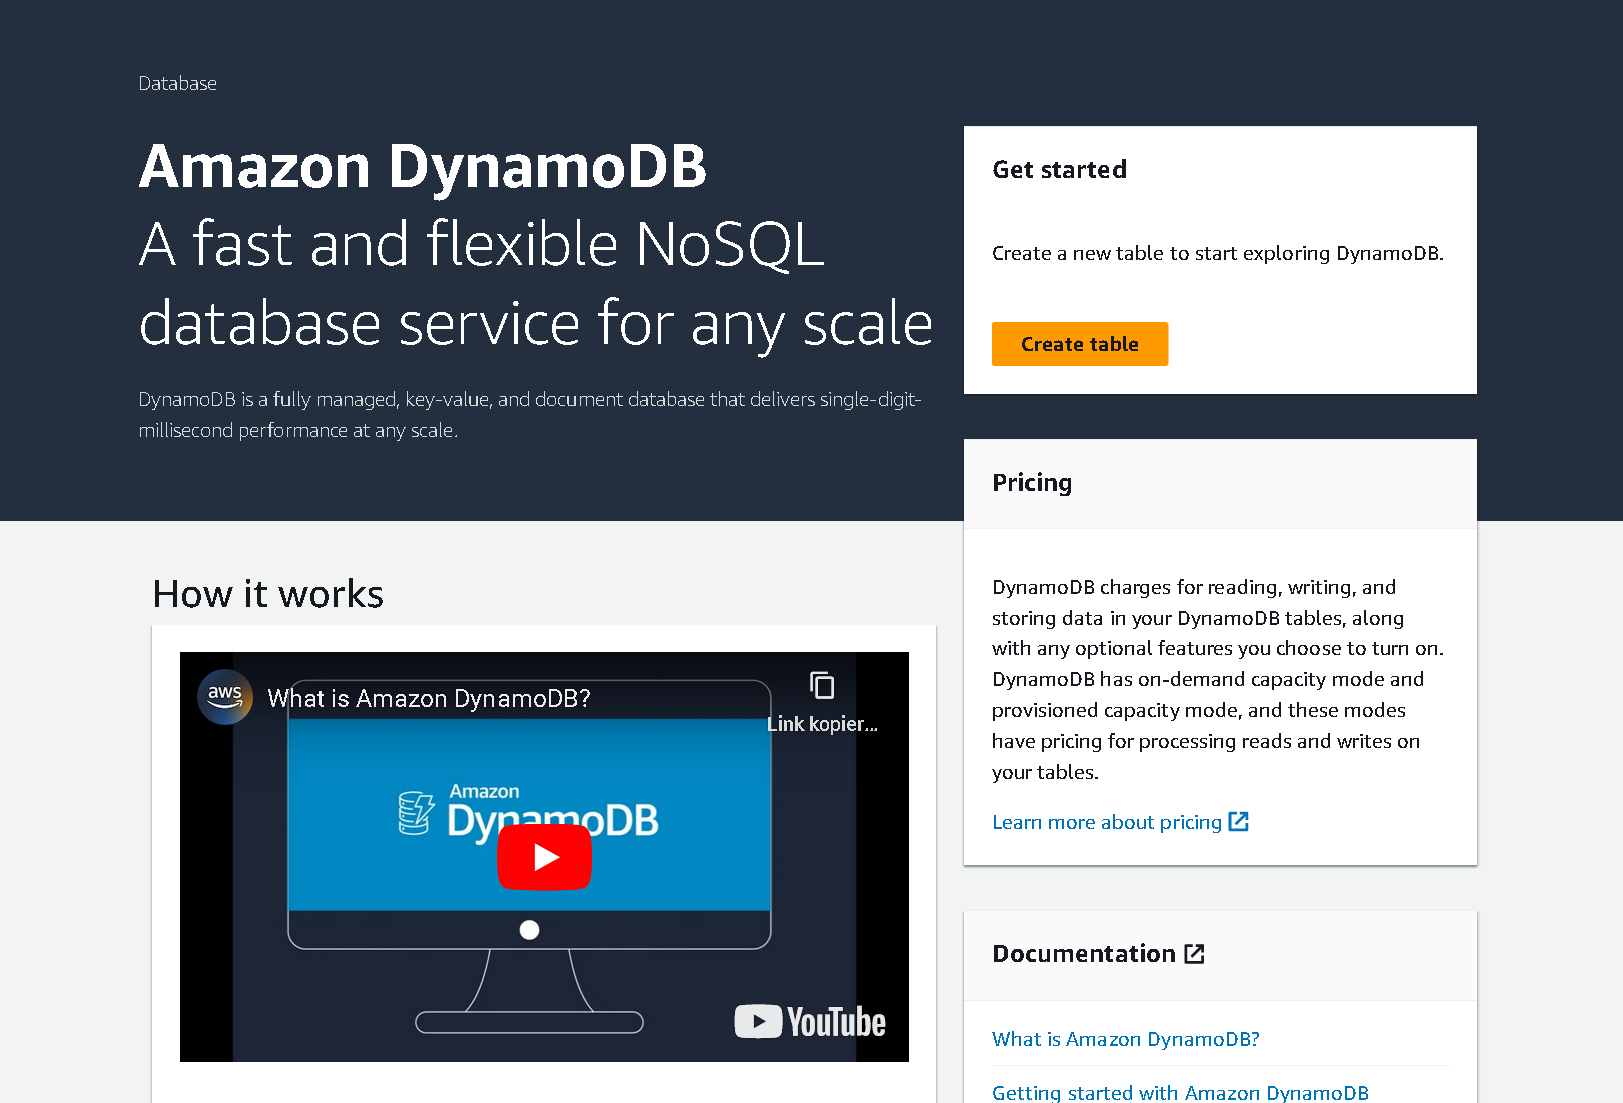 Database
Amazon DynamoDB
A fast and flexible NoSQL
database service for any scale
DynamoDB is a fully managed, key-value, and document database that delivers single-digit-
millisecond performance at any scale.
Get started
Create a new table to start exploring DynamoDB.
Create table
Pricing
DynamoDB charges for reading, writing, and
storing data in your DynamoDB tables, along
with any optional features you choose to turn on.
DynamoDB has on-demand capacity mode and
provisioned capacity mode, and these modes
have pricing for processing reads and writes on
your tables.
Learn more about pricing
How it works
aws
What is Amazon DynamoDB?
Link kopier...
Amazon
DynamoDB
YouTube
Documentation
What is Amazon DynamoDB?
Getting started with Amazon DynamoDB